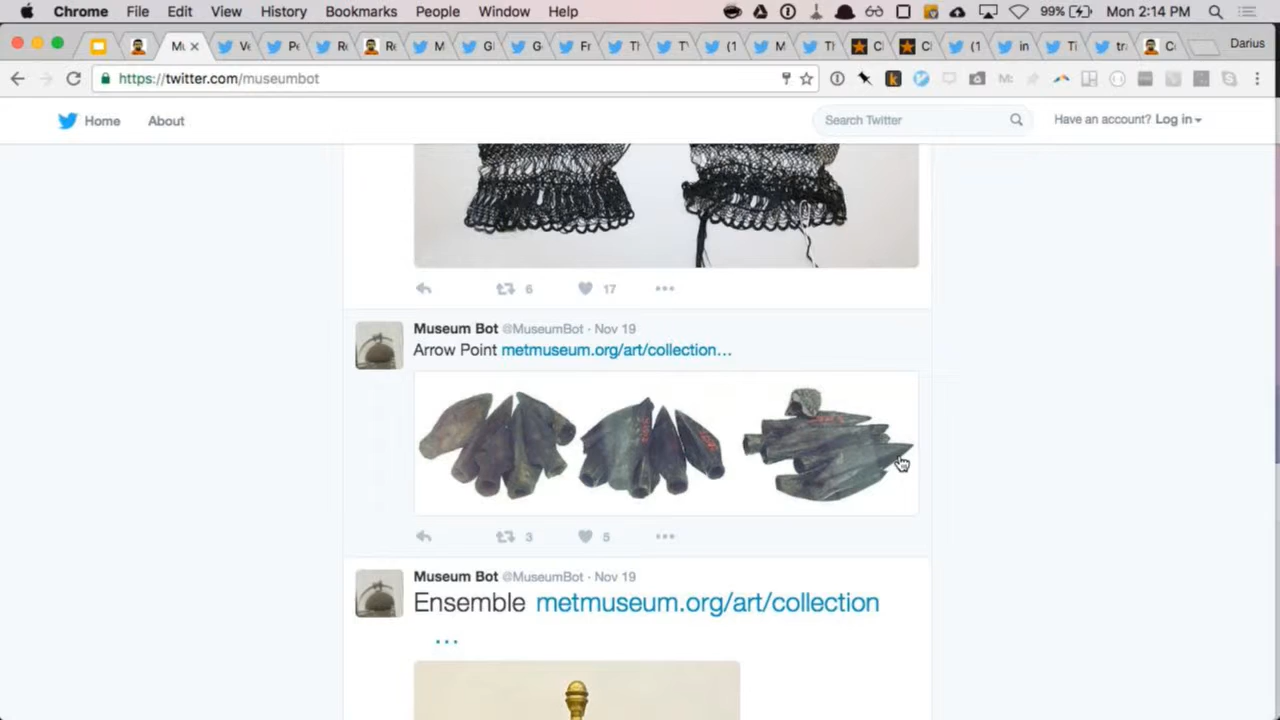 Chrome File Edit View History Bookmarks People Window Help 99% Mon 2:14 PM
Darius
https://twitter.com/museumbot
Home About Search Twitter Have an account? Log in
6 17
Museum Bot @MuseumBot · Nov 19
Arrow Point metmuseum.org/art/collection…
3 5
Museum Bot @MuseumBot · Nov 19
Ensemble metmuseum.org/art/collection
…